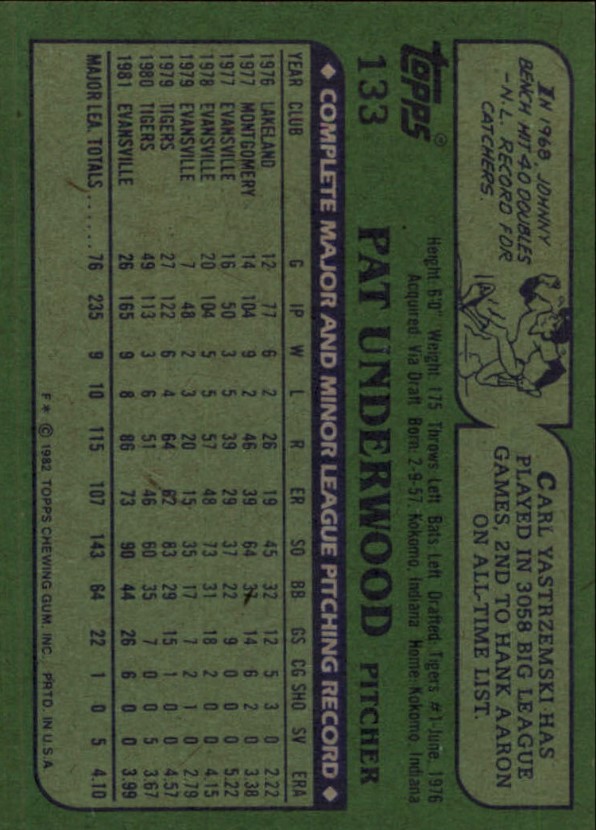 IN 1968 JOHNNY
BENCH HIT 40 DOUBLES
-N.L. RECORD FOR
CATCHERS.
CARL YASTRZEMSKI HAS
PLAYED IN 3058 BIG LEAGUE
GAMES, 2ND TO HANK AARON
ON ALL-TIME LIST.
topps®
133
Height 6'0" Weight 175 Throws Left Bats Left Drafted Tigers #1-June, 1976
Acquired Via Draft Born: 2-9-57, Kokomo, Indiana Home: Kokomo, Indiana
PAT UNDERWOOD PITCHER
◆ COMPLETE MAJOR AND MINOR LEAGUE PITCHING RECORD ◆
YEAR CLUB G IP W L R ER SO BB GS CG SHO SV ERA
1976 LAKELAND 12 77 6 2 26 19 45 32 12 5 3 0 2.22
1977 MONTGOMERY 14 104 9 2 46 39 64 14 6 2 0 3.38
1977 EVANSVILLE 16 50 3 5 39 29 37 22 9 0 0 0 5.22
1978 EVANSVILLE 20 104 5 5 57 48 73 31 18 2 0 0 4.15
1979 EVANSVILLE 7 48 2 3 20 15 35 17 7 2 1 0 2.79
1979 TIGERS 27 122 6 4 64 62 83 29 15 1 0 0 4.57
1980 TIGERS 49 113 3 6 51 46 60 35 7 0 0 5 3.67
1981 EVANSVILLE 26 165 9 8 86 73 90 44 26 6 0 0 3.99
MAJOR LEA. TOTALS ...... 76 235 9 10 115 107 143 64 22 1 0 5 4.10
F* © 1982 TOPPS CHEWING GUM, INC. PRTD. IN U.S.A.